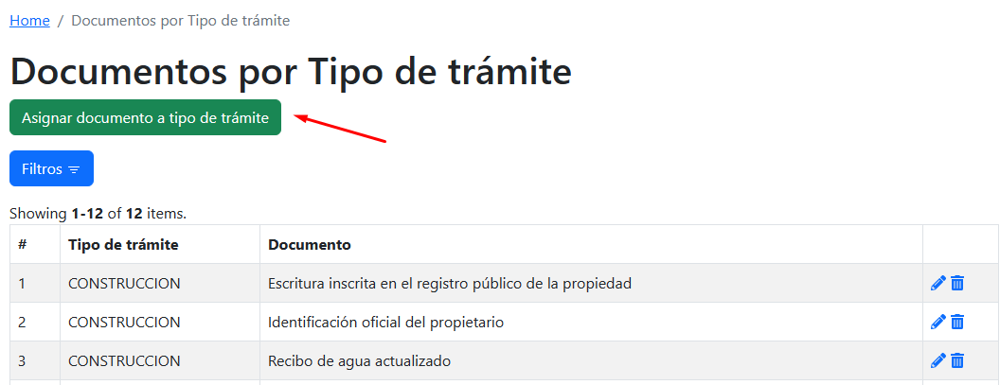 Home / Documentos por Tipo de trámite
Documentos por Tipo de trámite
Asignar documento a tipo de trámite
Filtros
Showing 1-12 of 12 items.
# Tipo de trámite Documento
1 CONSTRUCCION Escritura inscrita en el registro público de la propiedad
2 CONSTRUCCION Identificación oficial del propietario
3 CONSTRUCCION Recibo de agua actualizado